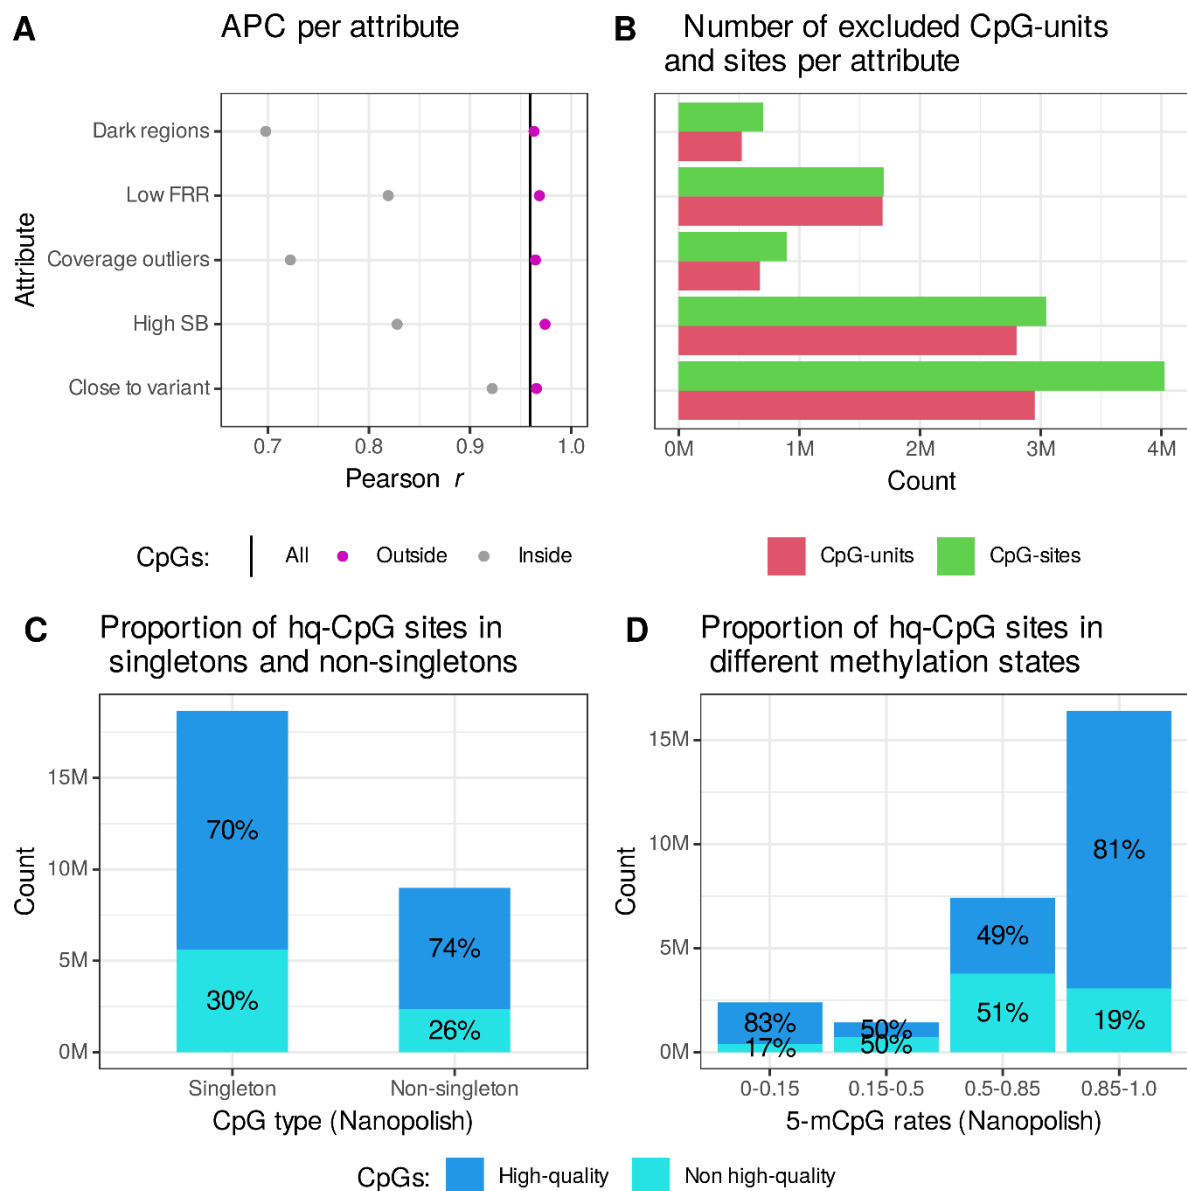 A
APC per attribute
Attribute
Dark regions
Low FRR
Coverage outliers
High SB
Close to variant
0.7 0.8 0.9 1.0
Pearson r
CpGs: All Outside Inside
B
Number of excluded CpG-units
and sites per attribute
0M 1M 2M 3M 4M
Count
CpG-units CpG-sites
C
Proportion of hq-CpG sites in
singletons and non-singletons
Count
15M
10M
5M
0M
70%
30%
74%
26%
Singleton Non-singleton
CpG type (Nanopolish)
D
Proportion of hq-CpG sites in
different methylation states
Count
15M
10M
5M
0M
83%
17%
50%
50%
49%
51%
81%
19%
0-0.15 0.15-0.5 0.5-0.85 0.85-1.0
5-mCpG rates (Nanopolish)
CpGs: High-quality Non high-quality